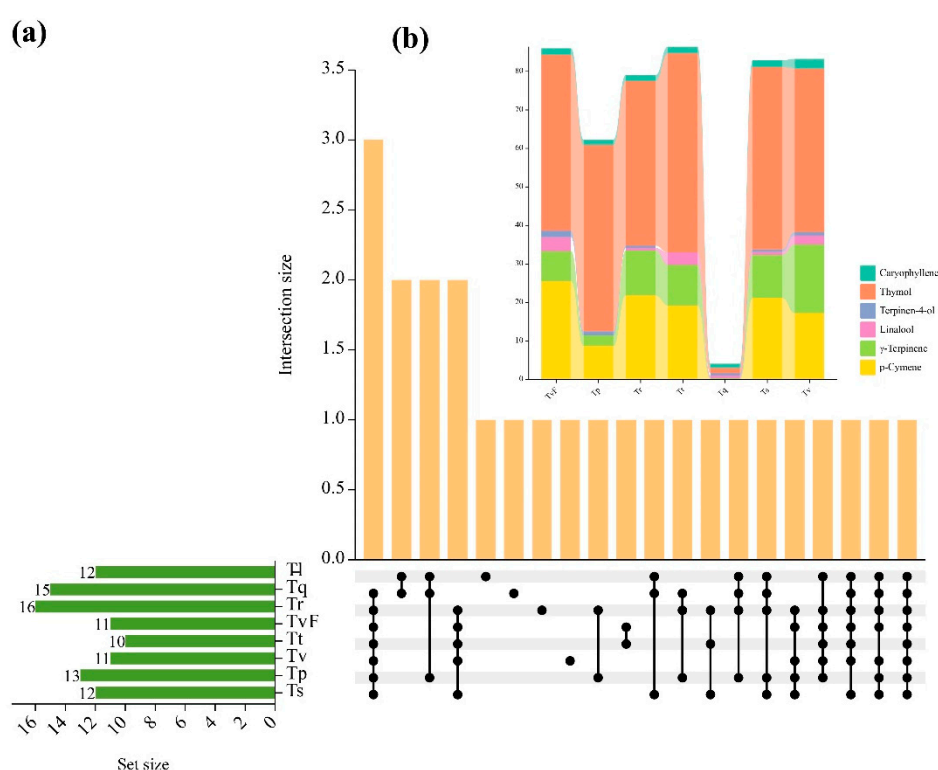 (a)
(b)
3.5
3.0
2.5
2.0
1.5
1.0
0.5
0.0
Intersection size
80
70
60
50
40
30
20
10
0
TvF
Tp
Tr
Tt
Tq
Ts
Tv
Caryophyllene
Thymol
Terpinen-4-ol
Linalool
γ-Terpinene
p-Cymene
12
15 Tq
16 Tr
11 TvF
10 Tt
11 Tv
13 Tp
12 Ts
16 14 12 10 8 6 4 2 0
Set size